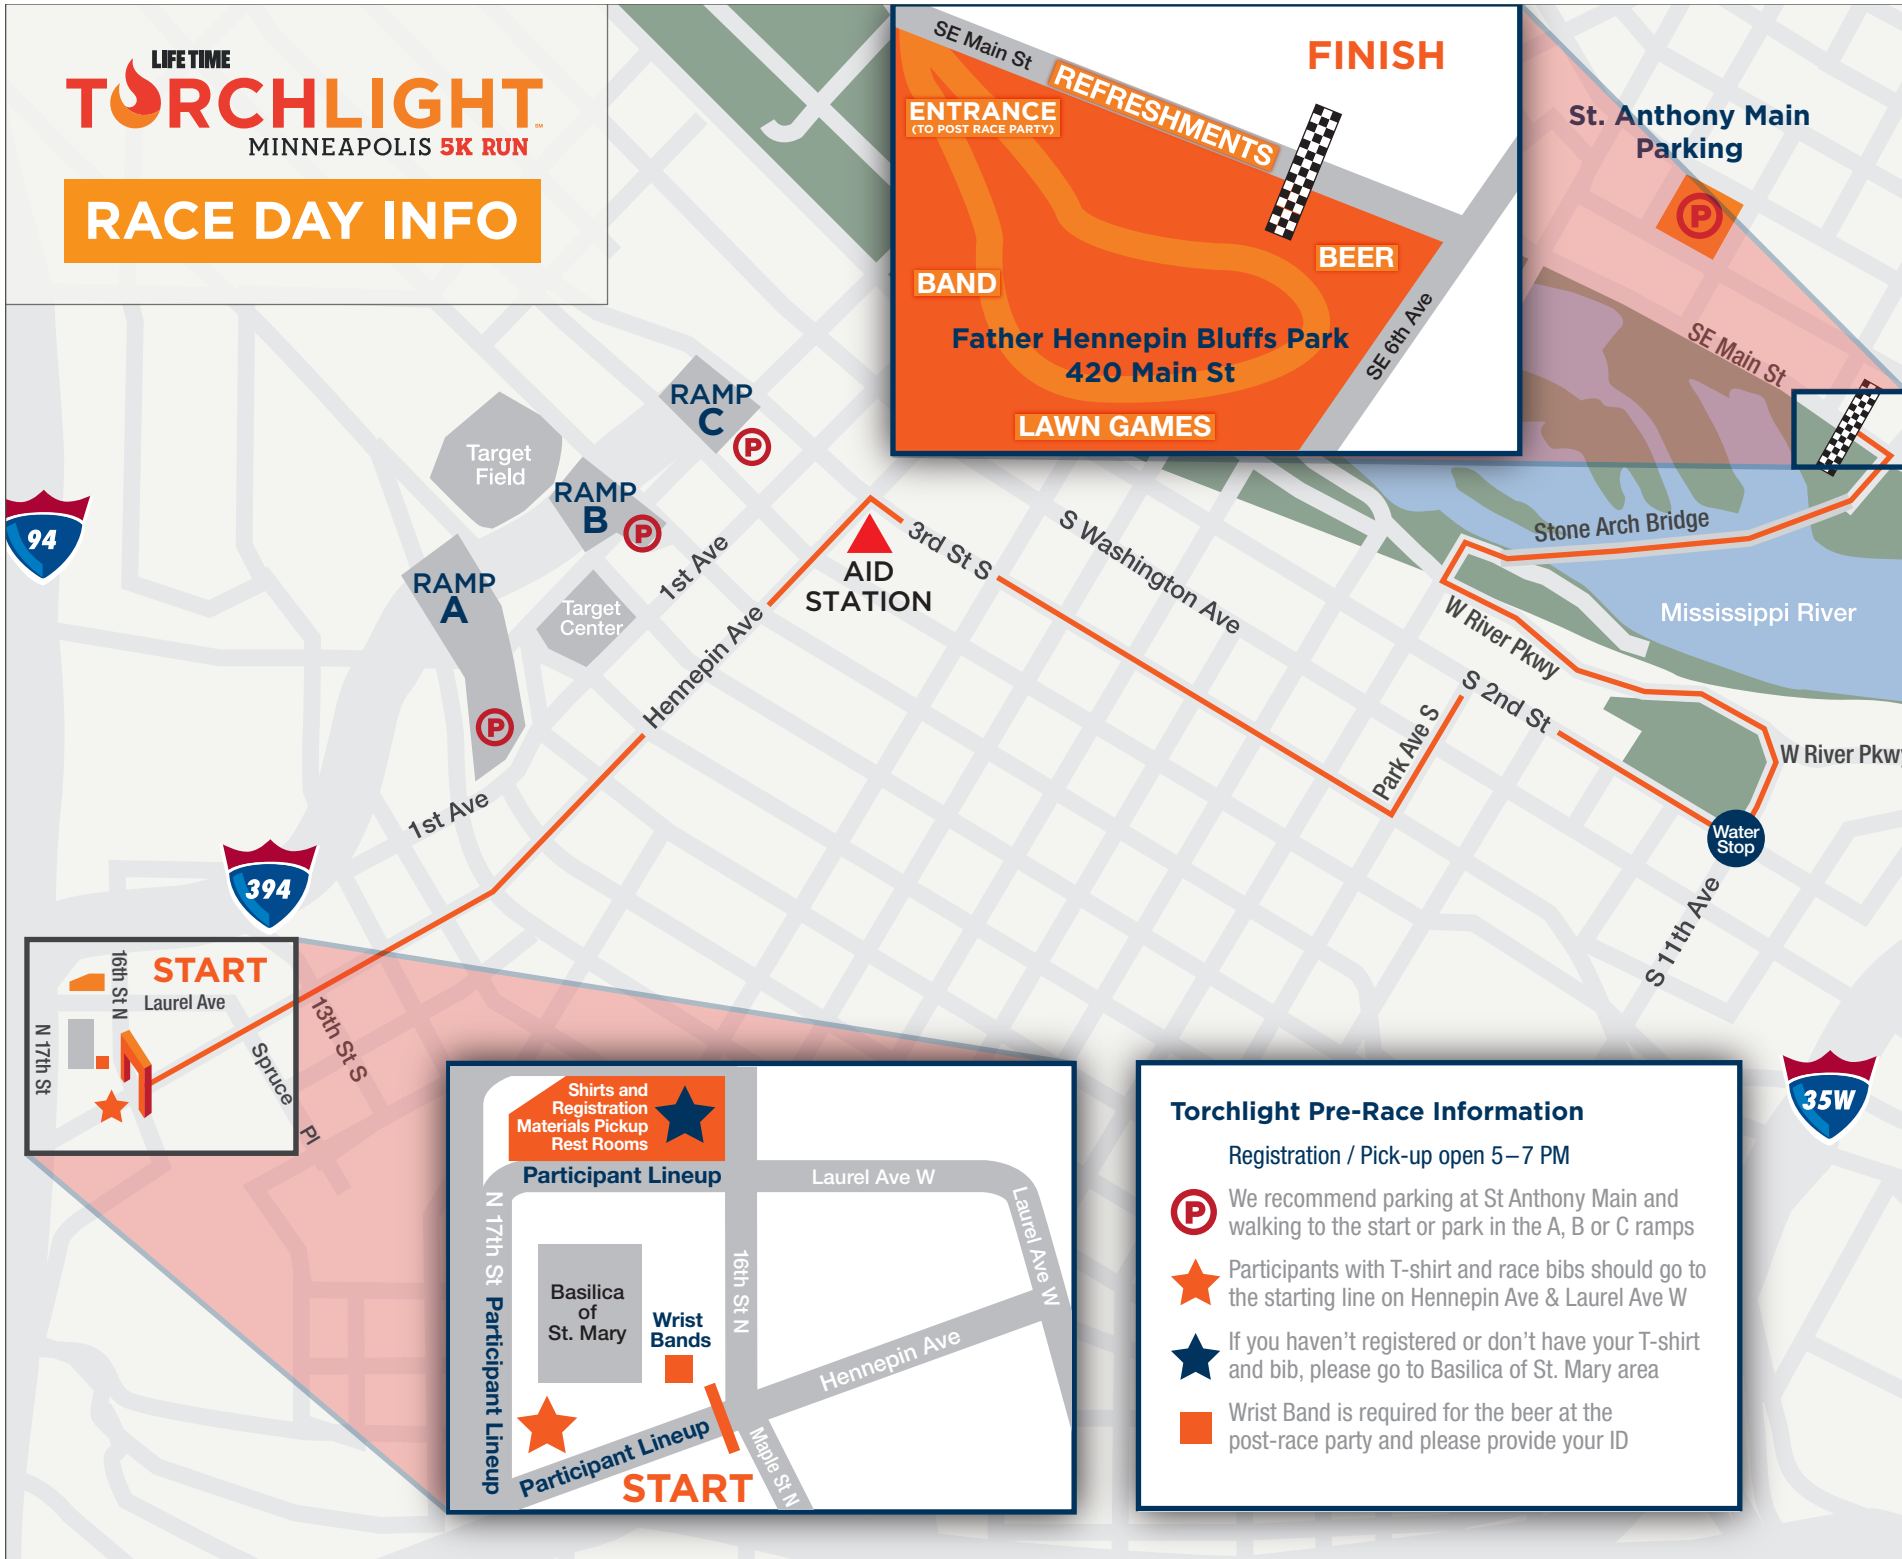 LIFE TIME
TORCHLIGHT
MINNEAPOLIS 5K RUN
RACE DAY INFO
SE Main St
FINISH
REFRESHMENTS
ENTRANCE
(TO POST RACE PARTY)
BEER
BAND
Father Hennepin Bluffs Park
420 Main St
SE 6th Ave
LAWN GAMES
St. Anthony Main
Parking
P
SE Main St
RAMP
C
P
Target
Field
RAMP
B
P
94
RAMP
A
P
Target
Center
1st Ave
AID
STATION
3rd St S
S Washington Ave
Stone Arch Bridge
Mississippi River
W River Pkwy
Hennepin Ave
S 2nd St
Park Ave S
W River Pkwy
1st Ave
Water
Stop
S 11th Ave
394
START
16th St N
Laurel Ave
N 17th St
Spruce
Pl
13th St S
35W
Shirts and
Registration
Materials Pickup
Rest Rooms
Participant Lineup
Laurel Ave W
Laurel Ave W
N 17th St
Participant Lineup
16th St N
Basilica
of
St. Mary
Wrist
Bands
Hennepin Ave
Participant Lineup
START
Maple St N
Torchlight Pre-Race Information
Registration / Pick-up open 5–7 PM
P
We recommend parking at St Anthony Main and
walking to the start or park in the A, B or C ramps
Participants with T-shirt and race bibs should go to
the starting line on Hennepin Ave & Laurel Ave W
If you haven't registered or don't have your T-shirt
and bib, please go to Basilica of St. Mary area
Wrist Band is required for the beer at the
post-race party and please provide your ID